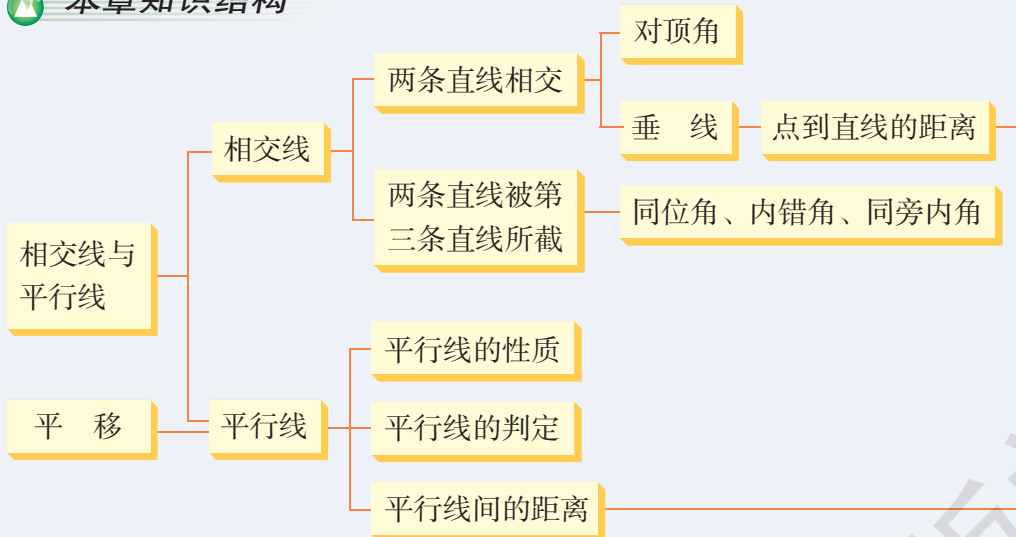 本章知识结构
对顶角
两条直线相交
垂　线
点到直线的距离
相交线
两条直线被第
三条直线所截
同位角、内错角、同旁内角
相交线与
平行线
平行线的性质
平　移
平行线
平行线的判定
平行线间的距离